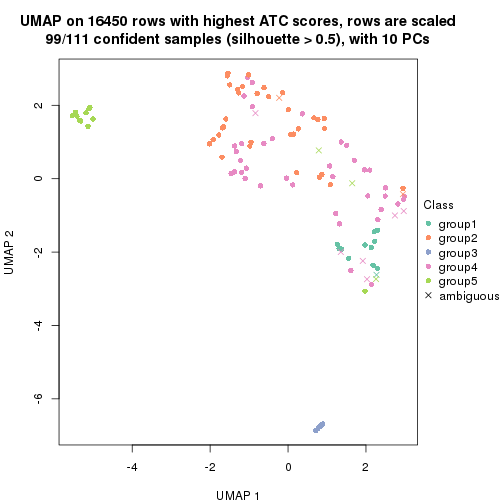 UMAP on 16450 rows with highest ATC scores, rows are scaled
99/111 confident samples (silhouette > 0.5), with 10 PCs
2
0
-2
-4
-6
UMAP 2
-4
-2
0
2
UMAP 1
Class
group1
group2
group3
group4
group5
ambiguous